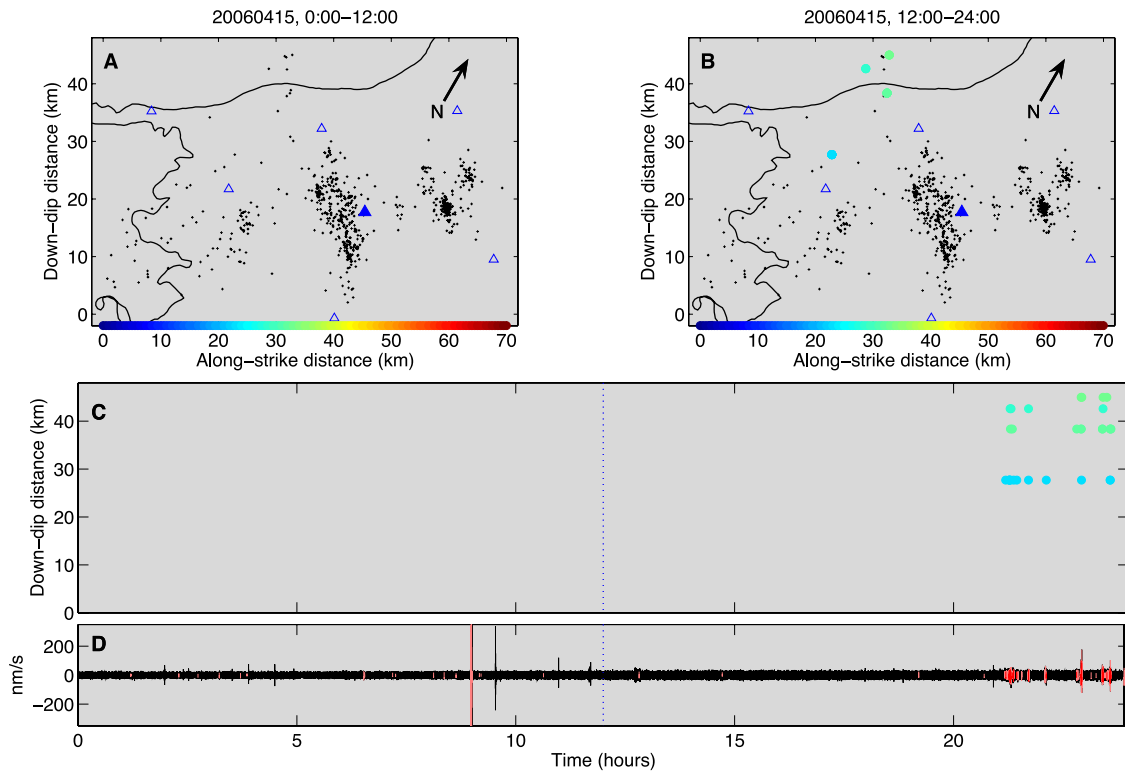 20060415, 0:00−12:00
20060415, 12:00−24:00
A
N
40
30
20
10
0
Down−dip distance (km)
0 10 20 30 40 50 60 70
Along−strike distance (km)
B
N
40
30
20
10
0
Down−dip distance (km)
0 10 20 30 40 50 60 70
Along−strike distance (km)
C
40
30
20
10
0
Down−dip distance (km)
D
200
0
−200
nm/s
0 5 10 15 20
Time (hours)